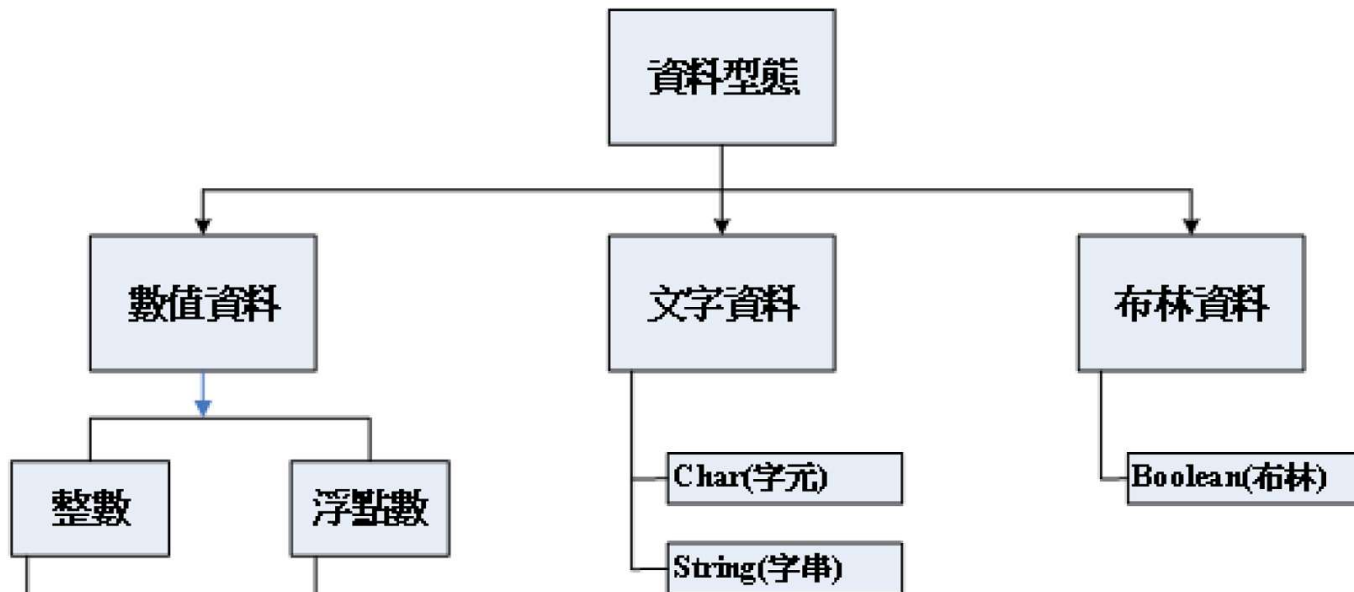 資料型態
數值資料
文字資料
布林資料
整數
浮點數
Char(字元)
Boolean(布林)
String(字串)